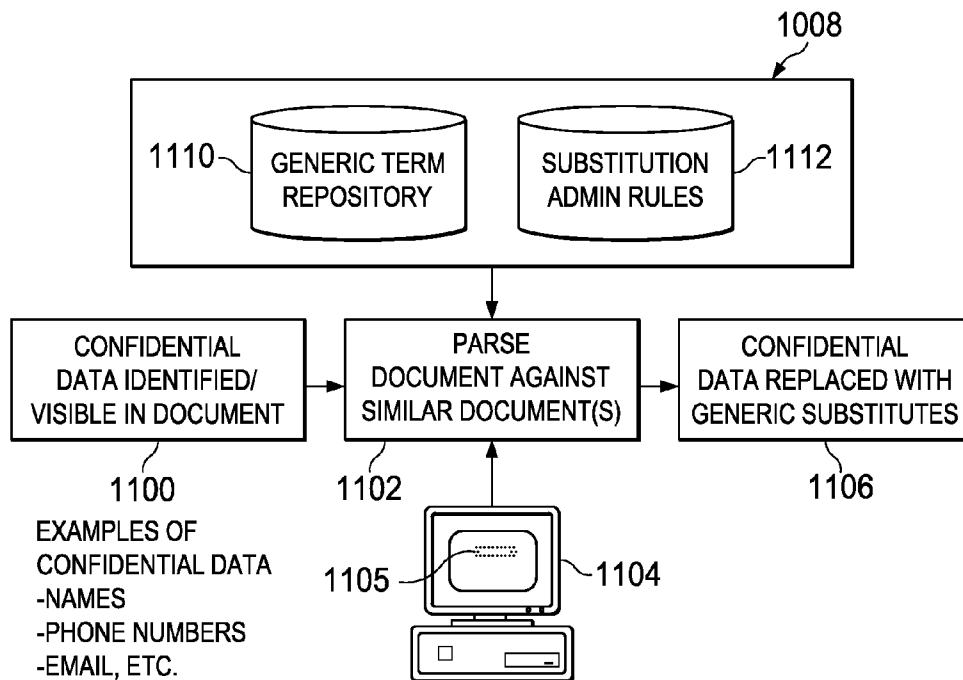 1008
1110
GENERIC TERM
REPOSITORY
SUBSTITUTION
ADMIN RULES
1112
CONFIDENTIAL
DATA IDENTIFIED/
VISIBLE IN DOCUMENT
PARSE
DOCUMENT AGAINST
SIMILAR DOCUMENT(S)
CONFIDENTIAL
DATA REPLACED WITH
GENERIC SUBSTITUTES
1100
1102
1106
EXAMPLES OF
CONFIDENTIAL DATA
-NAMES
-PHONE NUMBERS
-EMAIL, ETC.
1105
1104